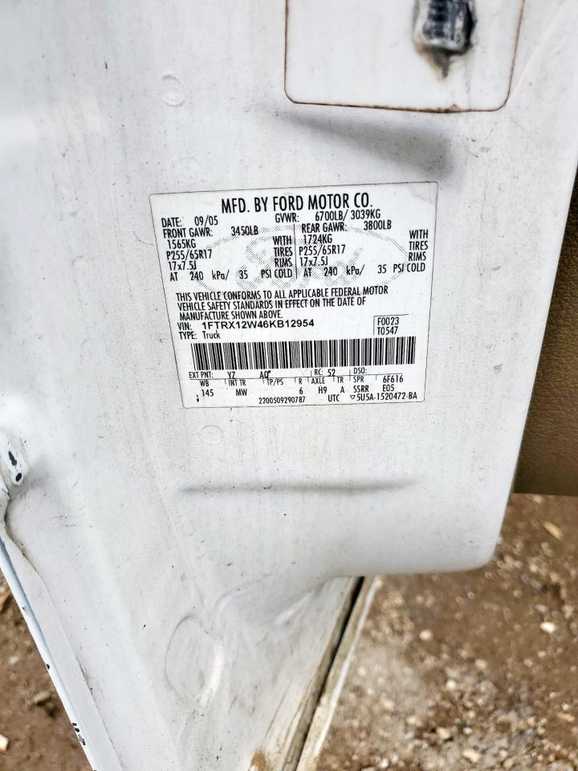 MFD. BY FORD MOTOR CO.
DATE: 09/05 GVWR: 6700LB/ 3039KG
FRONT GAWR: 3450LB REAR GAWR: 3800LB
1565KG WITH 1724KG WITH
P255/65R17 TIRES P255/65R17 TIRES
17x7.5J RIMS 17x7.5J RIMS
AT 240 kPa/ 35 PSI COLD AT 240 kPa/ 35 PSI COLD
THIS VEHICLE CONFORMS TO ALL APPLICABLE FEDERAL MOTOR
VEHICLE SAFETY STANDARDS IN EFFECT ON THE DATE OF
MANUFACTURE SHOWN ABOVE.
VIN: 1FTRX12W46KB12954 F0023
TYPE: Truck T0547
EXT PNT: YZ RC: 52 DSO:
WB INT TR TP/PS R AXLE TR SPR 6F616
145 MW 6 H9 A SSRR E05
2200509290787 UTC ▽5U5A-1520472-BA